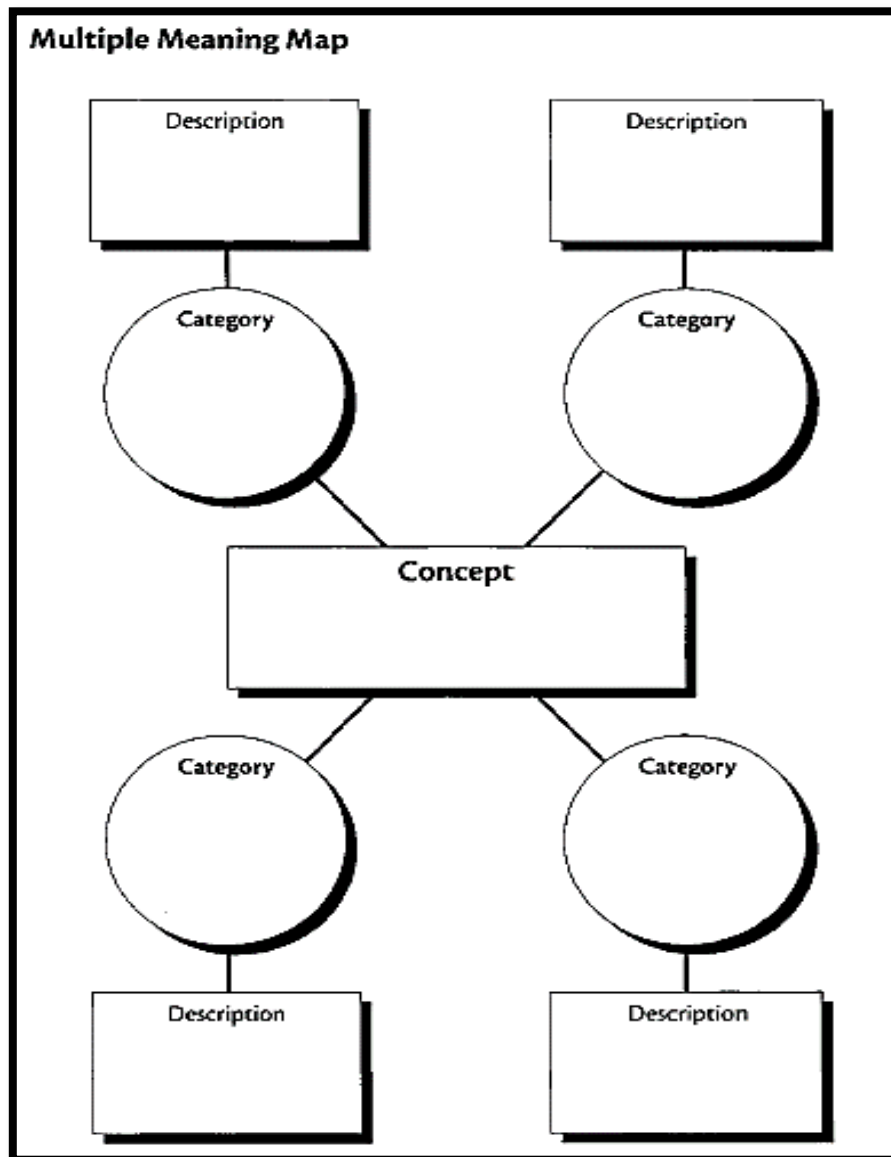 Multiple Meaning Map
Description
Description
Category
Category
Concept
Category
Category
Description
Description